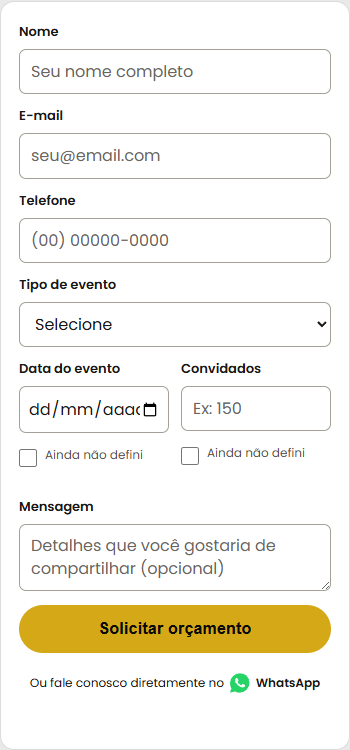 Nome
Seu nome completo
E-mail
seu@email.com
Telefone
(00) 00000-0000
Tipo de evento
Selecione
Data do evento Convidados
dd/mm/aaaa Ex: 150
Ainda não defini Ainda não defini
Mensagem
Detalhes que você gostaria de
compartilhar (opcional)
Solicitar orçamento
Ou fale conosco diretamente no WhatsApp